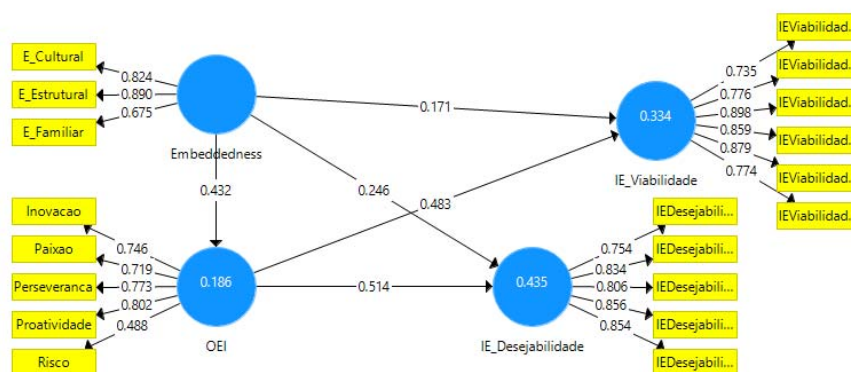 E_Cultural
0.824
E_Estrutural
0.890
E_Familiar
0.675
Embeddedness
0.171
0.432
0.246
0.483
0.514
Inovacao
0.746
Paixao
0.719
Perseveranca
0.773
Proatividade
0.802
Risco
0.488
0.186
OEI
0.334
IE_Viabilidade
0.735
0.776
0.898
0.859
0.879
0.774
IEViabilidad...
IEViabilidad...
IEViabilidad...
IEViabilidad...
IEViabilidad...
IEViabilidad...
0.435
IE_Desejabilidade
0.754
0.834
0.806
0.856
0.854
IEDesejabili...
IEDesejabili...
IEDesejabili...
IEDesejabili...
IEDesejabili...